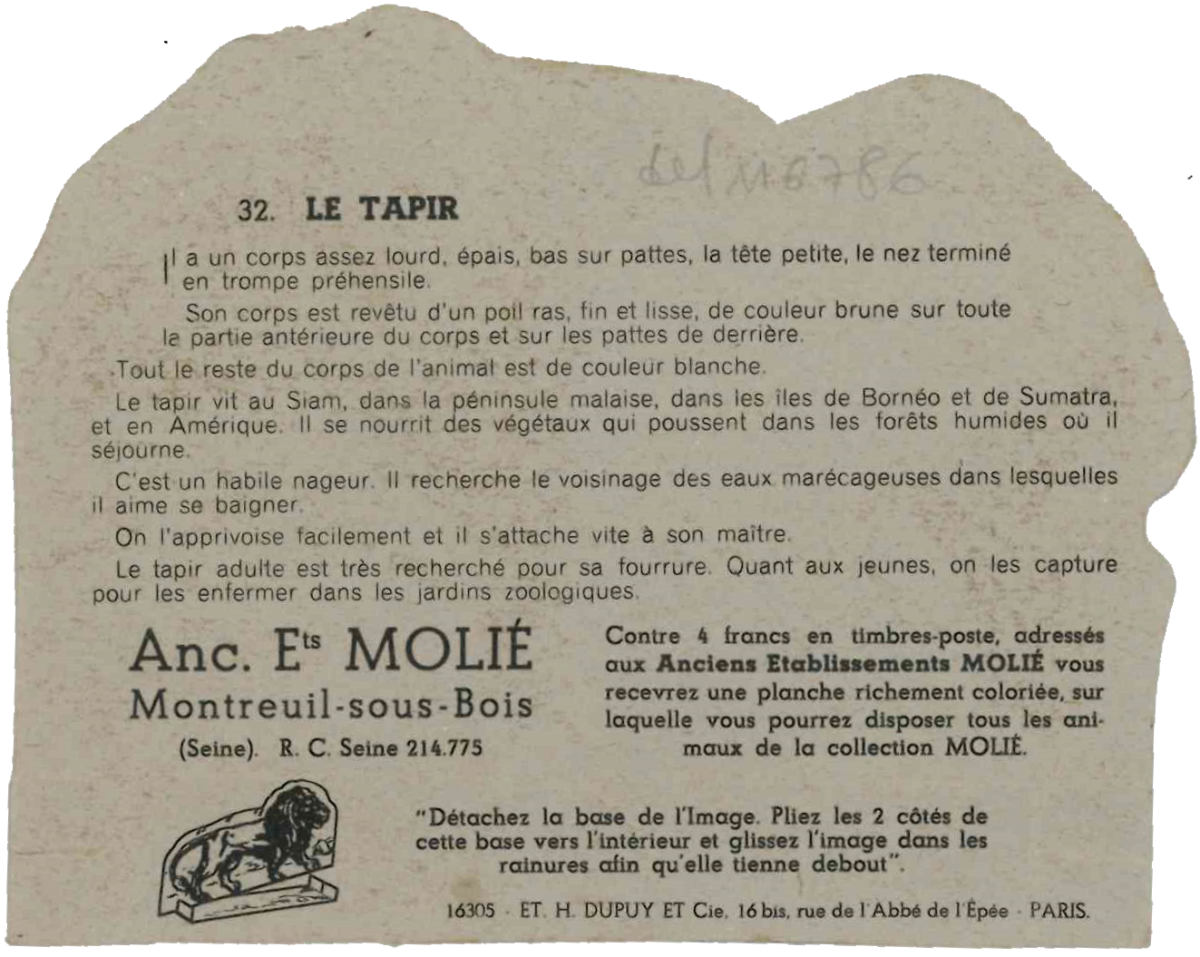 32. LE TAPIR
Il a un corps assez lourd, épais, bas sur pattes, la tête petite, le nez terminé
en trompe préhensile.
Son corps est revêtu d'un poil ras, fin et lisse, de couleur brune sur toute
la partie antérieure du corps et sur les pattes de derrière.
Tout le reste du corps de l'animal est de couleur blanche.
Le tapir vit au Siam, dans la péninsule malaise, dans les îles de Bornéo et de Sumatra,
et en Amérique. Il se nourrit des végétaux qui poussent dans les forêts humides où il
séjourne.
C'est un habile nageur. Il recherche le voisinage des eaux marécageuses dans lesquelles
il aime se baigner.
On l'apprivoise facilement et il s'attache vite à son maître.
Le tapir adulte est très recherché pour sa fourrure. Quant aux jeunes, on les capture
pour les enfermer dans les jardins zoologiques.
Anc. Ets MOLIÉ
Montreuil-sous-Bois
(Seine). R. C. Seine 214.775
Contre 4 francs en timbres-poste, adressés
aux Anciens Etablissements MOLIÉ vous
recevrez une planche richement coloriée, sur
laquelle vous pourrez disposer tous les ani-
maux de la collection MOLIÉ.
"Détachez la base de l'Image. Pliez les 2 côtés de
cette base vers l'intérieur et glissez l'image dans les
rainures afin qu'elle tienne debout".
16305 - ET. H. DUPUY ET Cie, 16 bis, rue de l'Abbé de l'Épée - PARIS.